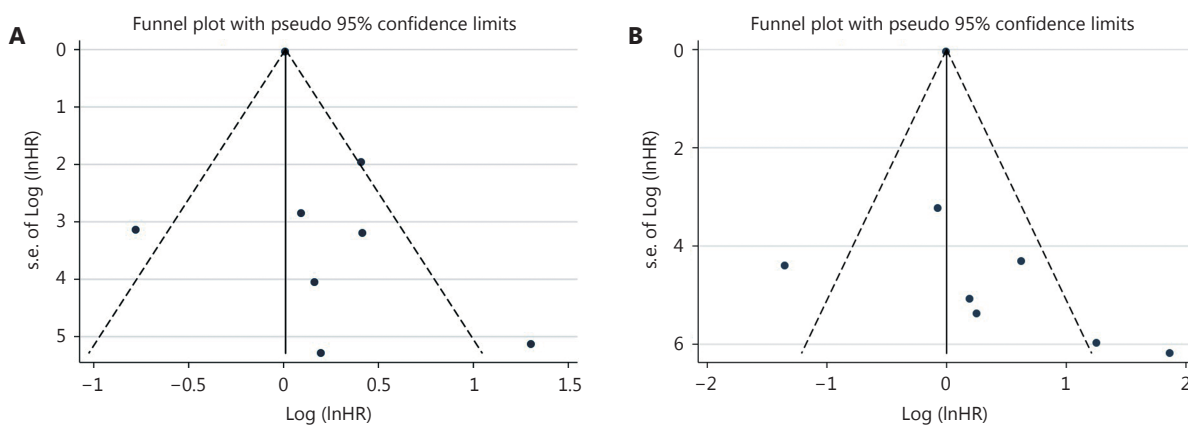 A
Funnel plot with pseudo 95% confidence limits
s.e. of Log (lnHR)
0
1
2
3
4
5
−1
−0.5
0
0.5
1
1.5
Log (lnHR)
B
Funnel plot with pseudo 95% confidence limits
s.e. of Log (lnHR)
0
2
4
6
−2
−1
0
1
2
Log (lnHR)